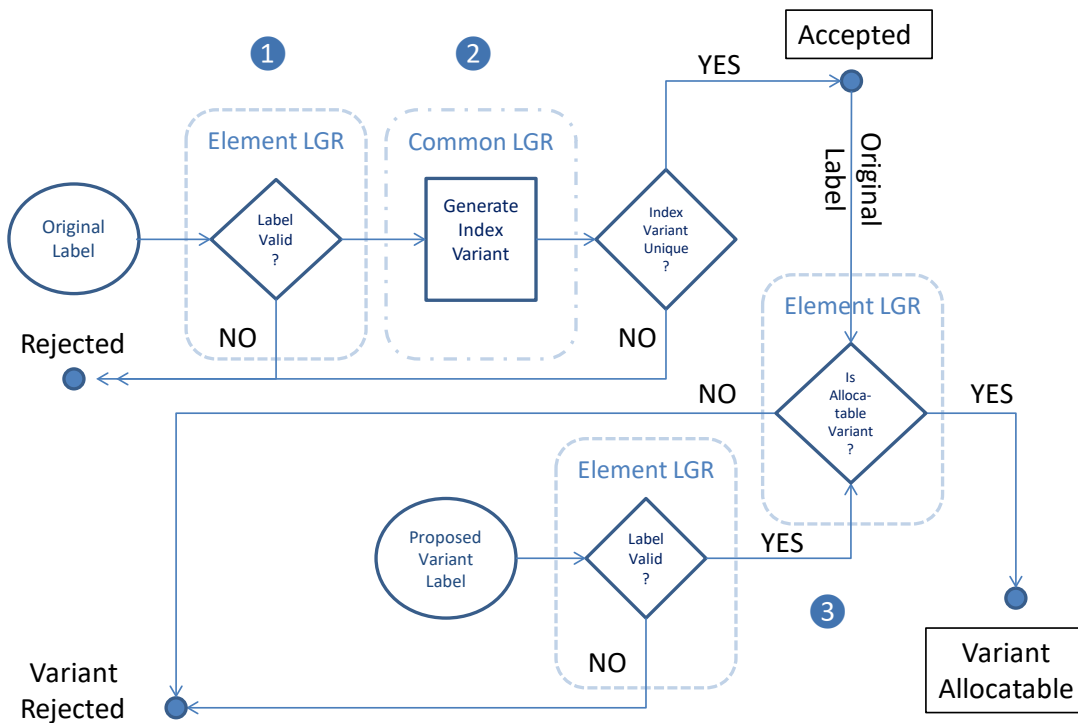 1
2
Accepted
YES
Element LGR
Common LGR
Original
Label
Label
Valid
?
Generate
Index
Variant
Index
Variant
Unique
?
Original
Label
NO
NO
Rejected
Element LGR
Is
Alloca-
table
Variant
?
NO
YES
Element LGR
Proposed
Variant
Label
Label
Valid
?
YES
3
NO
Variant
Rejected
Variant
Allocatable